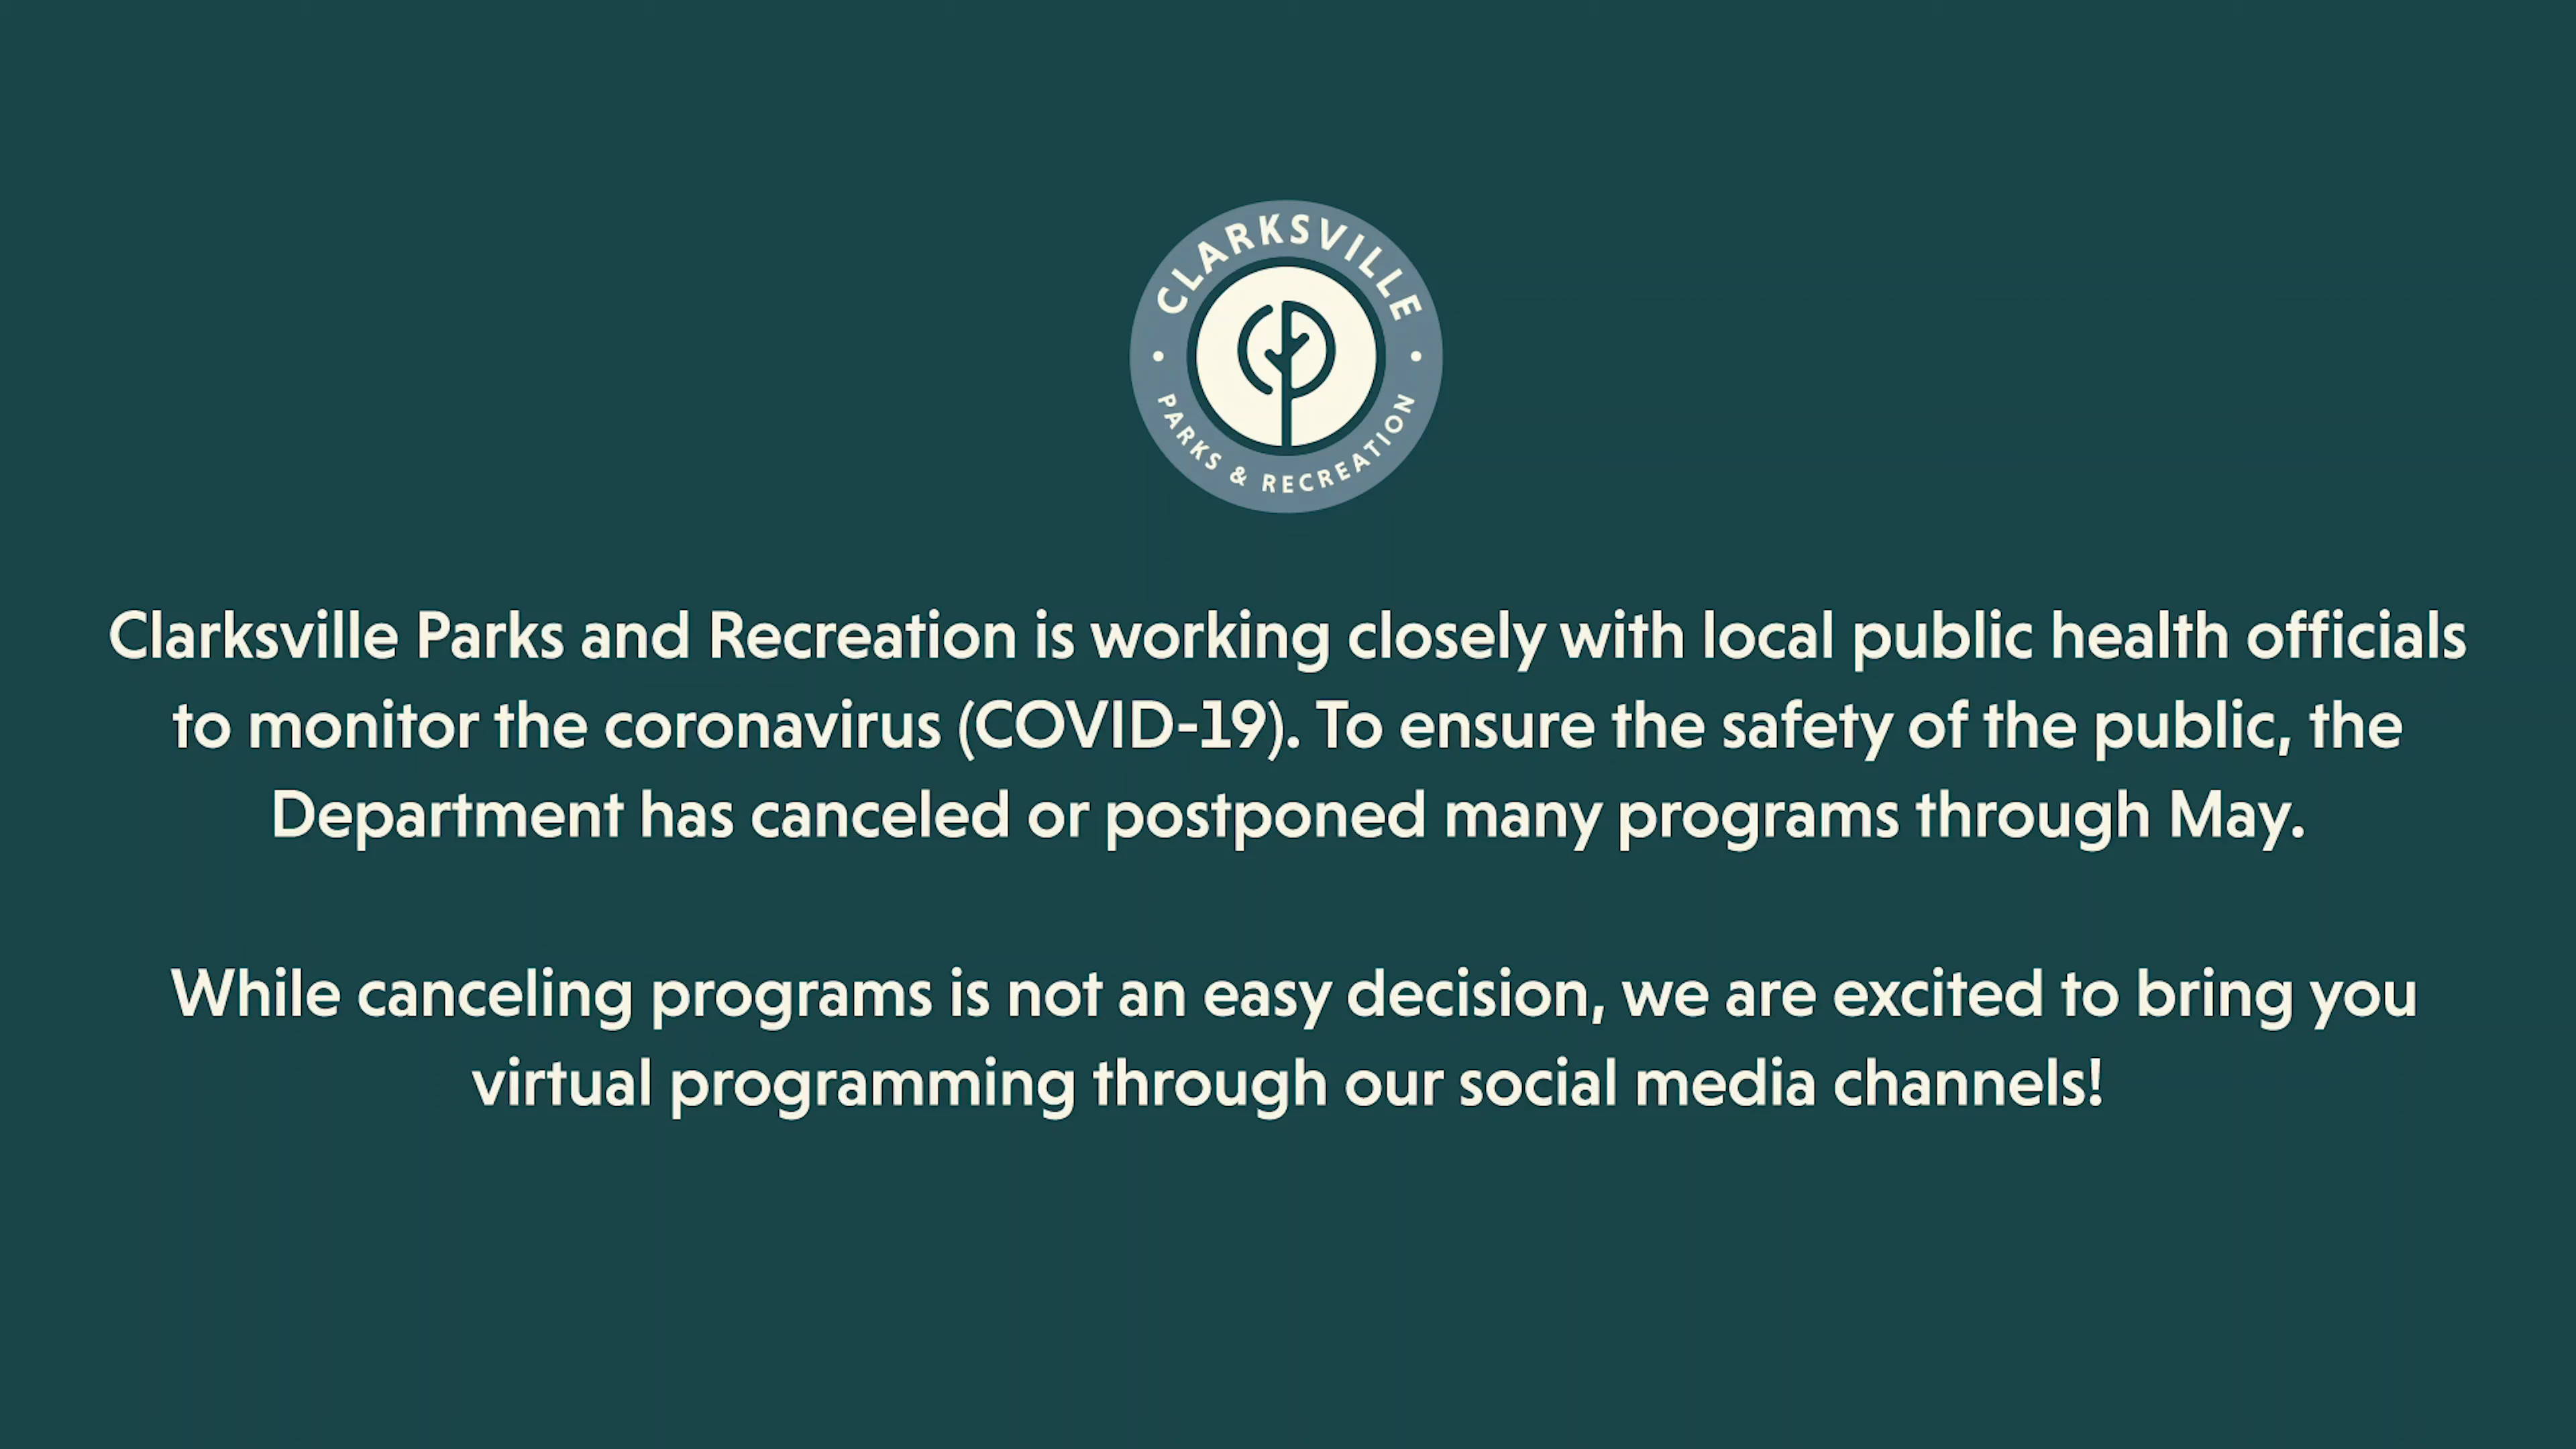 CLARKSVILLE
PARKS & RECREATION
Clarksville Parks and Recreation is working closely with local public health officials
to monitor the coronavirus (COVID-19). To ensure the safety of the public, the
Department has canceled or postponed many programs through May.
While canceling programs is not an easy decision, we are excited to bring you
virtual programming through our social media channels!